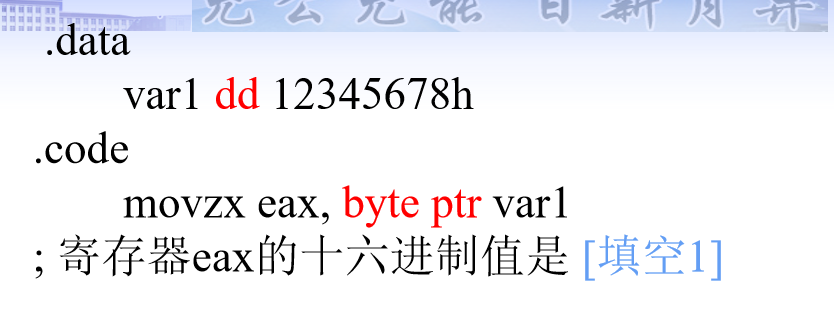 .data
var1 dd 12345678h
.code
movzx eax, byte ptr var1
; 寄存器eax的十六进制值是 [填空1]